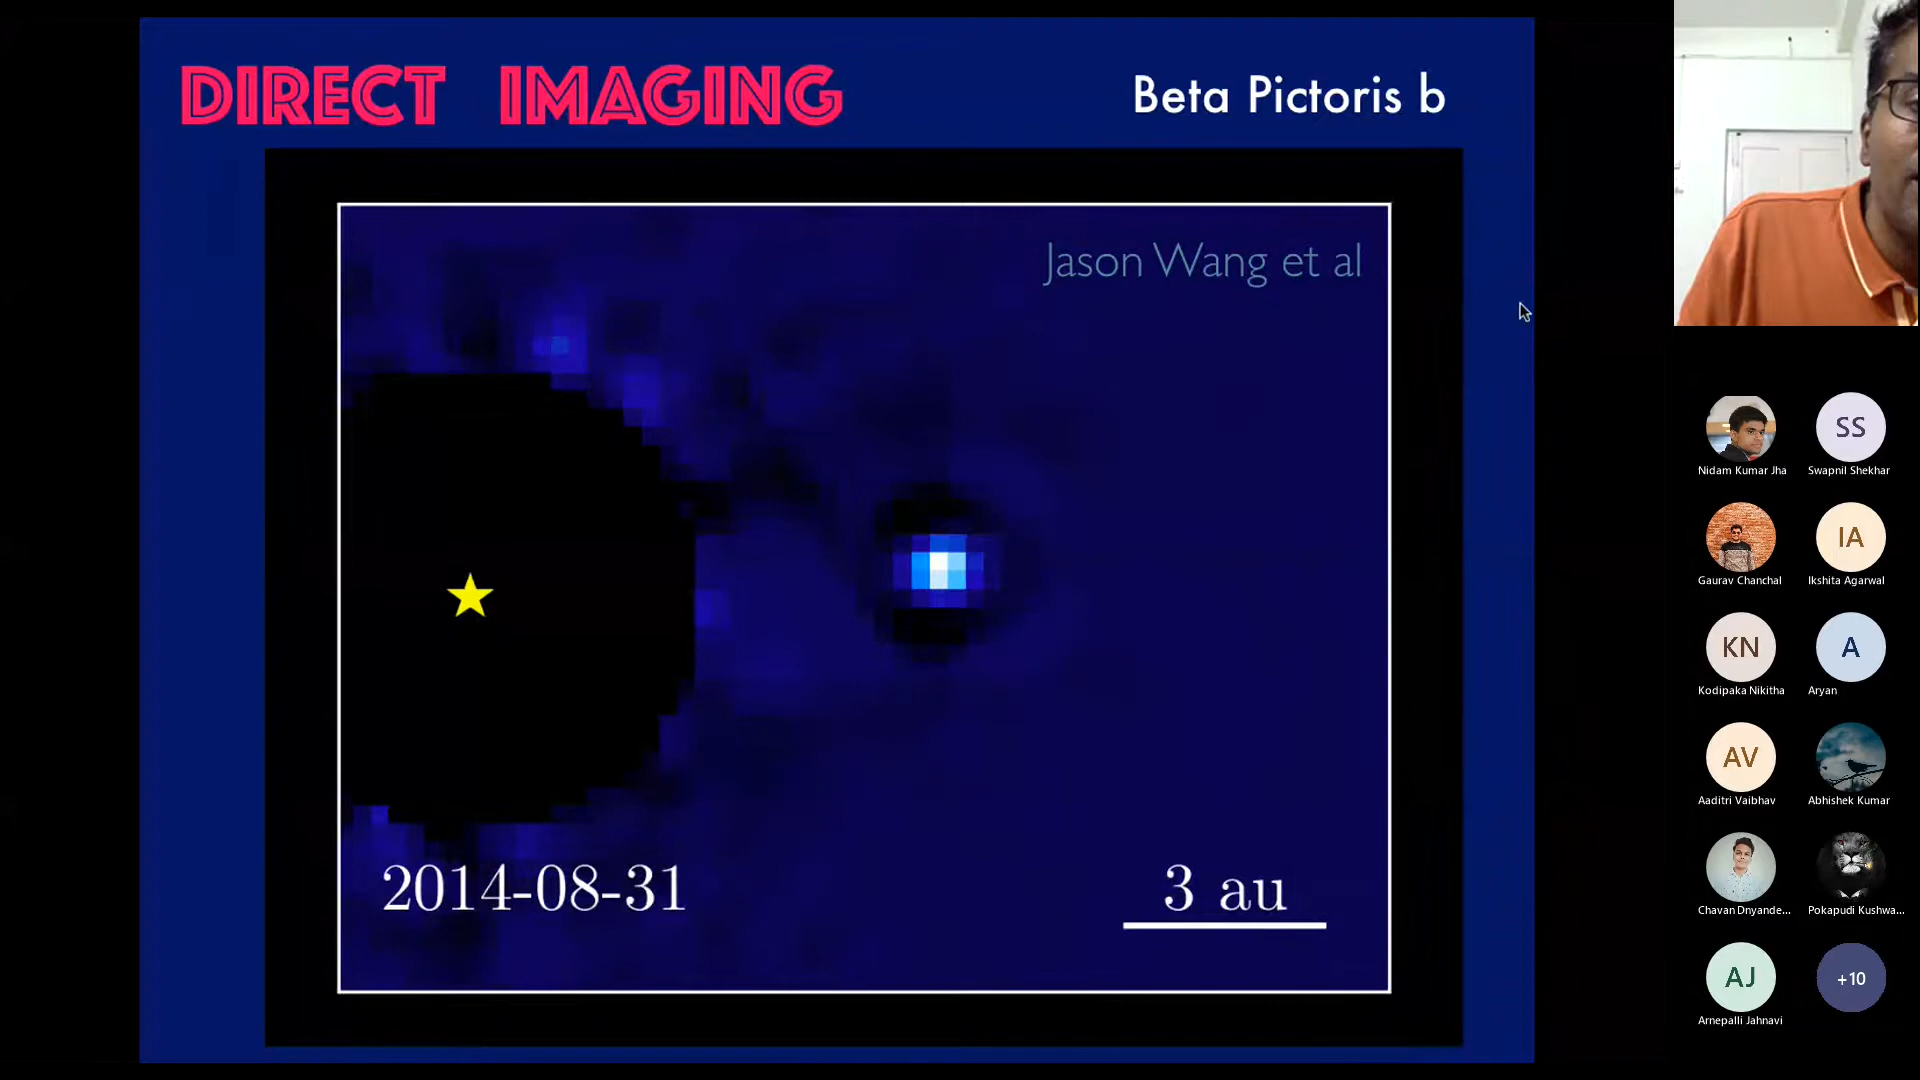 DIRECT IMAGING
Beta Pictoris b
Jason Wang et al
2014-08-31
3 au
Nidam Kumar Jha
SS
Swapnil Shekhar
Gaurav Chanchal
IA
Ikshita Agarwal
KN
Kodipaka Nikitha
A
Aryan
AV
Aaditri Vaibhav
Abhishek Kumar
Chavan Dnyande...
Pokapudi Kushwa...
AJ
Arnepalli Jahnavi
+10